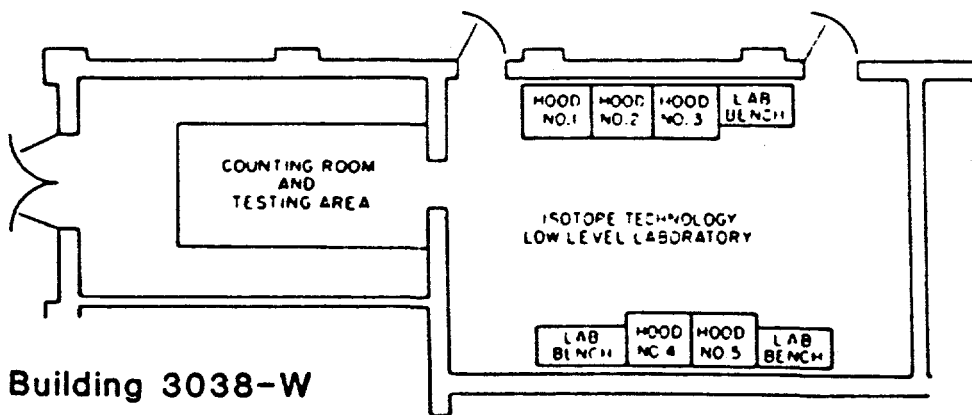 HOOD NO.1
HOOD NO.2
HOOD NO.3
LAB BENCH
COUNTING ROOM
AND
TESTING AREA
ISOTOPE TECHNOLOGY
LOW LEVEL LABORATORY
LAB BENCH
HOOD NO.4
HOOD NO.5
LAB BENCH
Building 3038-W